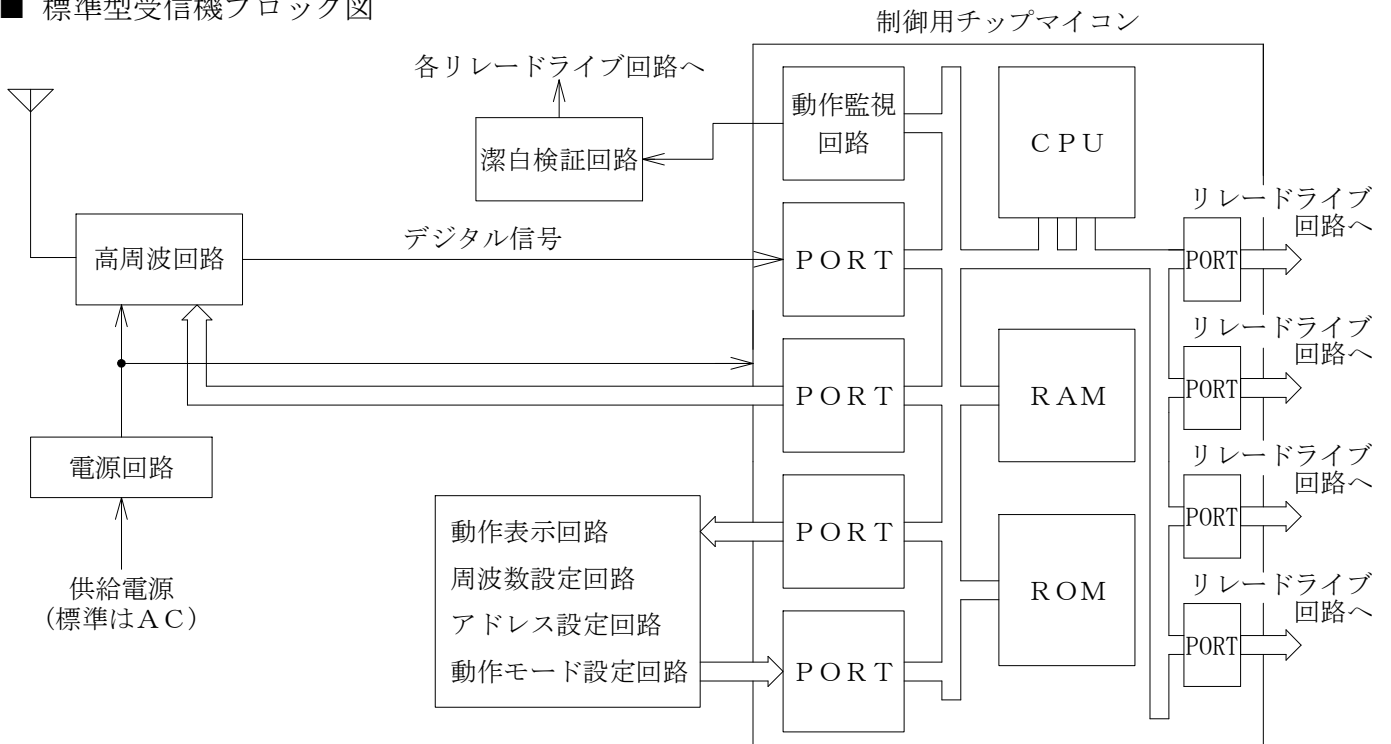 ■ 標準型受信機ブロック図
制御用チップマイコン
各リレードライブ回路へ
動作監視
回路
潔白検証回路
CPU
リレードライブ
回路へ
高周波回路
デジタル信号
PORT
PORT
リレードライブ
回路へ
PORT
RAM
PORT
電源回路
リレードライブ
回路へ
動作表示回路
周波数設定回路
アドレス設定回路
動作モード設定回路
PORT
PORT
供給電源
(標準はAC)
ROM
リレードライブ
回路へ
PORT
PORT